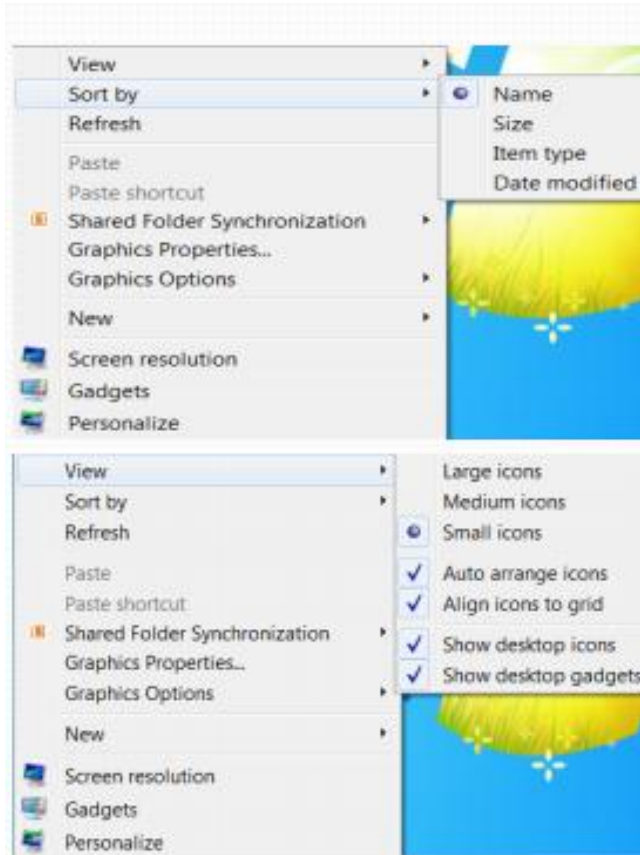 View
Sort by
Refresh
Paste
Paste shortcut
Shared Folder Synchronization
Graphics Properties...
Graphics Options
New
Screen resolution
Gadgets
Personalize
Name
Size
Item type
Date modified
View
Sort by
Refresh
Paste
Paste shortcut
Shared Folder Synchronization
Graphics Properties...
Graphics Options
New
Screen resolution
Gadgets
Personalize
Large icons
Medium icons
Small icons
Auto arrange icons
Align icons to grid
Show desktop icons
Show desktop gadgets